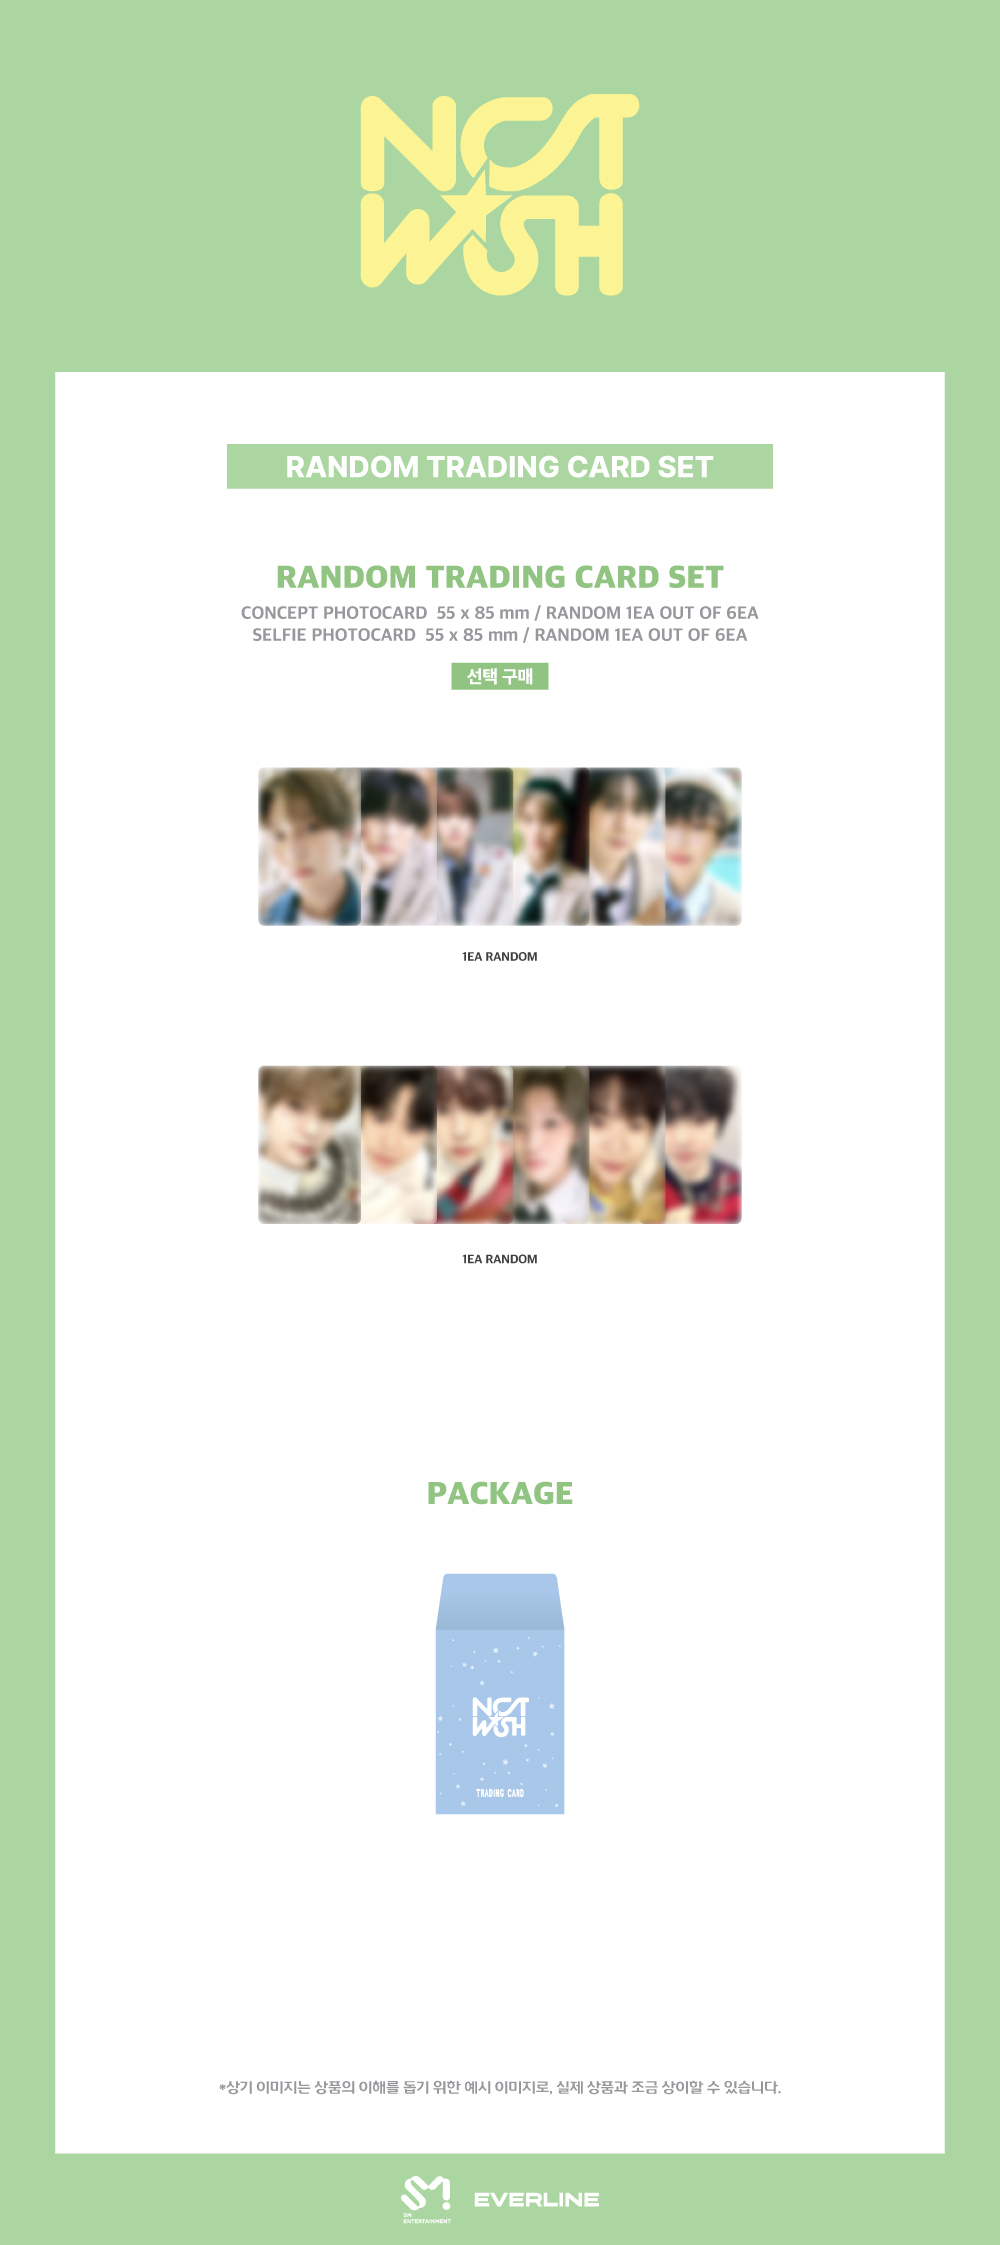 NCT
WISH
RANDOM TRADING CARD SET
RANDOM TRADING CARD SET
CONCEPT PHOTOCARD 55 x 85 mm / RANDOM 1EA OUT OF 6EA
SELFIE PHOTOCARD 55 x 85 mm / RANDOM 1EA OUT OF 6EA
선택 구매
1EA RANDOM
1EA RANDOM
PACKAGE
NCT
WISH
TRADING CARD
*상기 이미지는 상품의 이해를 돕기 위한 예시 이미지로, 실제 상품과 조금 상이할 수 있습니다.
SM
SM
ENTERTAINMENT
EVERLINE